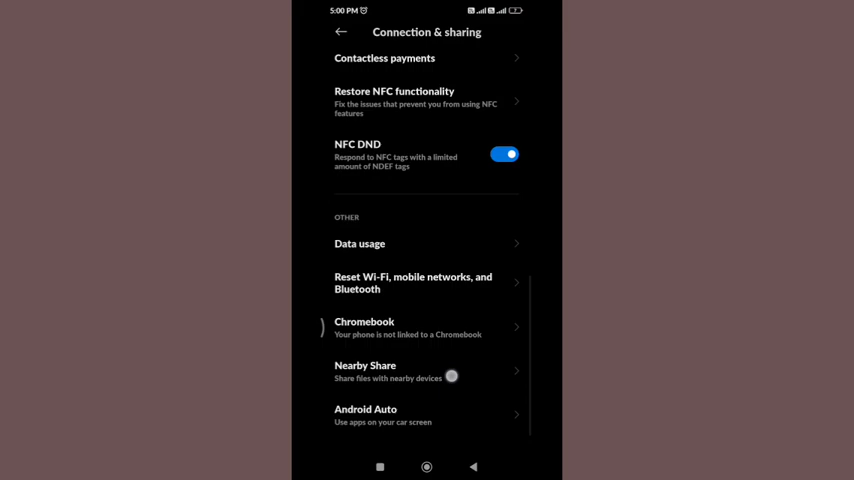 5:00 PM
Connection & sharing
Contactless payments
Restore NFC functionality
Fix the issues that prevent you from using NFC
features
NFC DND
Respond to NFC tags with a limited
amount of NDEF tags
OTHER
Data usage
Reset Wi-Fi, mobile networks, and
Bluetooth
Chromebook
Your phone is not linked to a Chromebook
Nearby Share
Share files with nearby devices
Android Auto
Use apps on your car screen